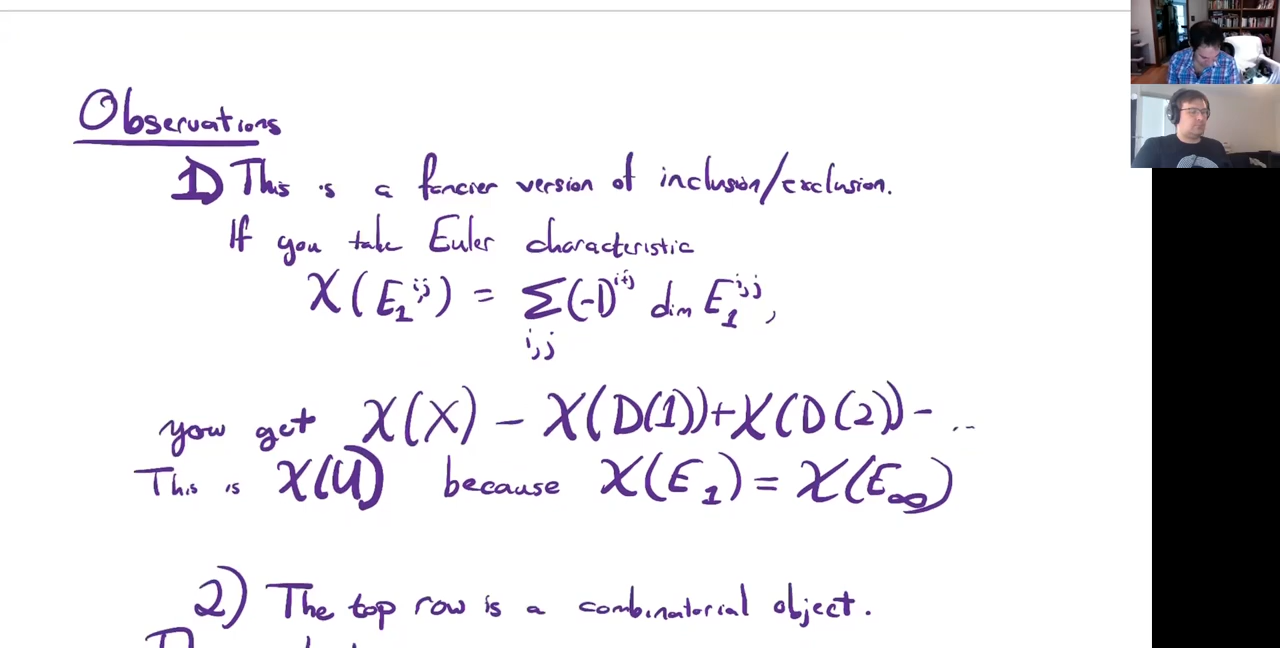 Observations
1) This is a fancier version of inclusion/exclusion.
If you take Euler characteristic
χ(E₁^{i,j}) = Σ_{i,j} (-1)^{i+j} dim E₁^{i,j},
you get χ(X) - χ(D(1)) + χ(D(2)) - ...
This is χ(U) because χ(E₁) = χ(E_∞)
2) The top row is a combinatorial object.